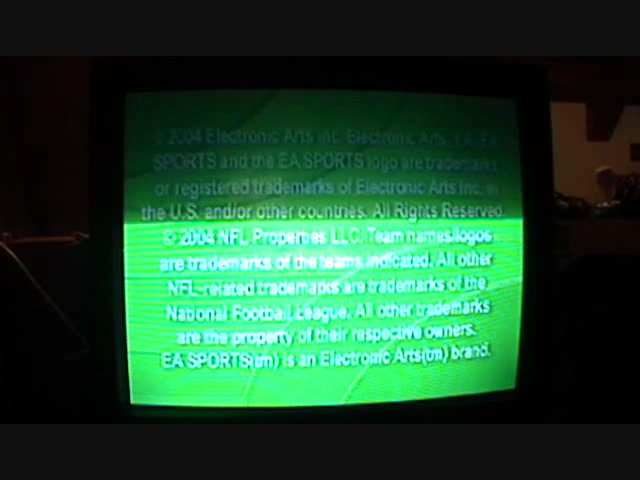 © 2004 Electronic Arts Inc. Electronic Arts, EA, EA
SPORTS and the EA SPORTS logo are trademarks
or registered trademarks of Electronic Arts Inc. in
the U.S. and/or other countries. All Rights Reserved.
© 2004 NFL Properties LLC. Team names/logos
are trademarks of the teams indicated. All other
NFL-related trademarks are trademarks of the
National Football League. All other trademarks
are the property of their respective owners.
EA SPORTS(tm) is an Electronic Arts(tm) brand.